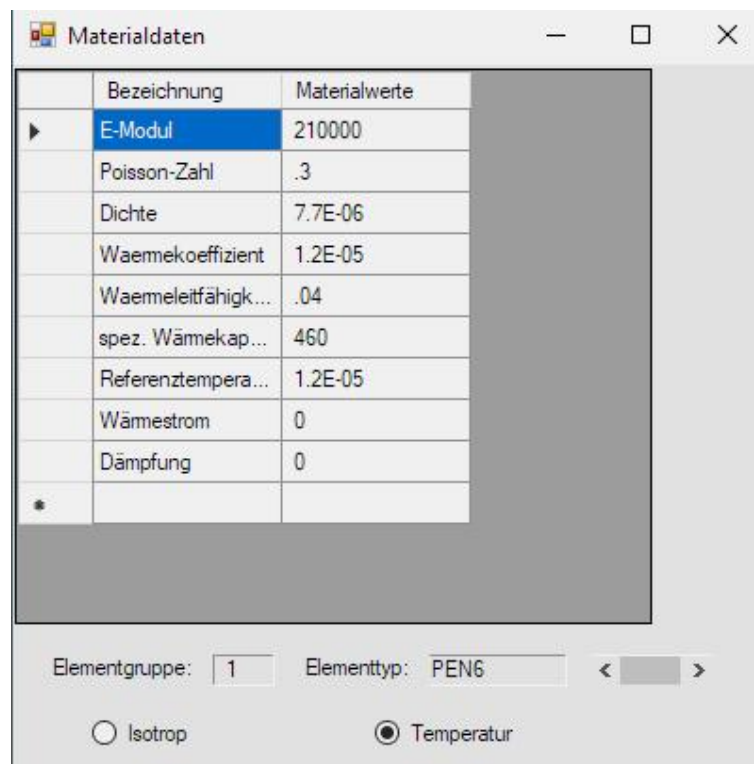 Materialdaten
Bezeichnung Materialwerte
E-Modul 210000
Poisson-Zahl .3
Dichte 7.7E-06
Waermekoeffizient 1.2E-05
Waermeleitfähigk... .04
spez. Wärmekap... 460
Referenztempera... 1.2E-05
Wärmestrom 0
Dämpfung 0
Elementgruppe: 1 Elementtyp: PEN6
Isotrop Temperatur